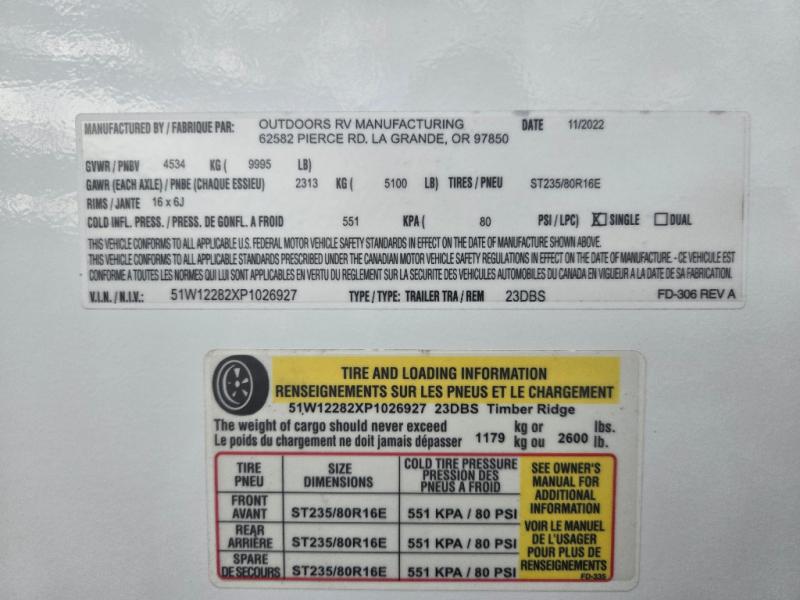 MANUFACTURED BY / FABRIQUE PAR: OUTDOORS RV MANUFACTURING DATE 11/2022
62582 PIERCE RD. LA GRANDE, OR 97850
GVWR / PNBV 4534 KG ( 9995 LB)
GAWR (EACH AXLE) / PNBE (CHAQUE ESSIEU) 2313 KG ( 5100 LB) TIRES / PNEU ST235/80R16E
RIMS / JANTE 16 x 6J
COLD INFL. PRESS. / PRESS. DE GONFL. A FROID 551 KPA ( 80 PSI / LPC) X SINGLE DUAL
THIS VEHICLE CONFORMS TO ALL APPLICABLE U.S. FEDERAL MOTOR VEHICLE SAFETY STANDARDS IN EFFECT ON THE DATE OF MANUFACTURE SHOWN ABOVE.
THIS VEHICLE CONFORMS TO ALL APPLICABLE STANDARDS PRESCRIBED UNDER THE CANADIAN MOTOR VEHICLE SAFETY REGULATIONS IN EFFECT ON THE DATE OF MANUFACTURE. - CE VEHICULE EST
CONFORME A TOUTES LES NORMES QUI LUI SONT APPLICABLES EN VERTU DU REGLEMENT SUR LA SECURITE DES VEHICULES AUTOMOBILES DU CANADA EN VIGUEUR A LA DATE DE SA FABRICATION.
V.I.N. / N.I.V.: 51W12282XP1026927 TYPE / TYPE: TRAILER TRA / REM 23DBS FD-306 REV A
TIRE AND LOADING INFORMATION
RENSEIGNEMENTS SUR LES PNEUS ET LE CHARGEMENT
51W12282XP1026927 23DBS Timber Ridge
The weight of cargo should never exceed kg or lbs.
Le poids du chargement ne doit jamais dépasser 1179 kg ou 2600 lb.
TIRE SIZE COLD TIRE PRESSURE
PNEU DIMENSIONS PRESSION DES
PNEUS A FROID
FRONT
AVANT ST235/80R16E 551 KPA / 80 PSI
REAR
ARRIÈRE ST235/80R16E 551 KPA / 80 PSI
SPARE
DE SECOURS ST235/80R16E 551 KPA / 80 PSI
SEE OWNER'S
MANUAL FOR
ADDITIONAL
INFORMATION
VOIR LE MANUEL
DE L'USAGER
POUR PLUS DE
RENSEIGNEMENTS
FD-335